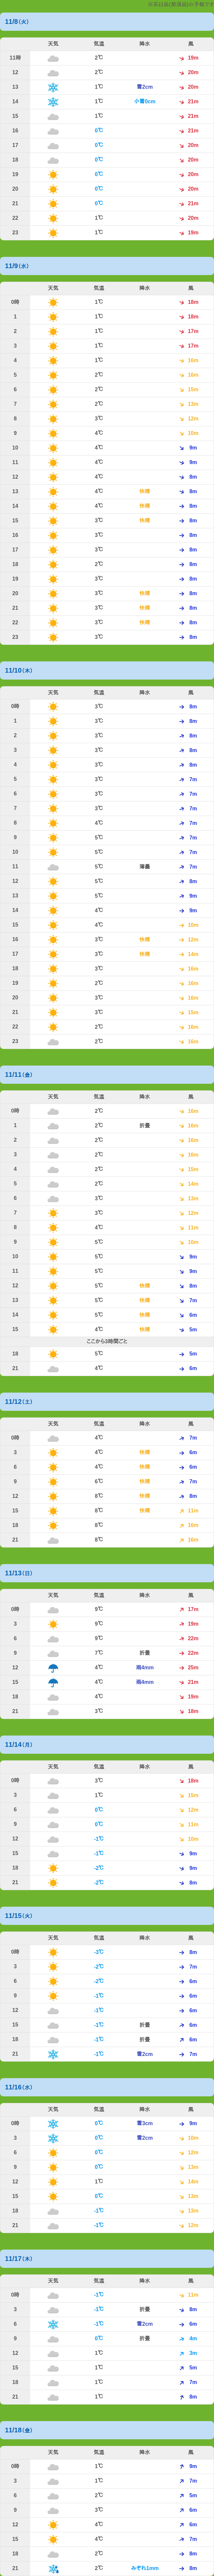 11/8(火)
天気 気温 降水 風
11時 2℃ 19m
12 2℃ 20m
13 1℃ 雪2cm 20m
14 1℃ 小雪0cm 21m
15 1℃ 21m
16 0℃ 21m
17 0℃ 20m
18 0℃ 20m
19 0℃ 20m
20 0℃ 20m
21 0℃ 21m
22 1℃ 20m
23 1℃ 19m
11/9(水)
天気 気温 降水 風
0時 1℃ 18m
1 1℃ 18m
2 1℃ 17m
3 1℃ 17m
4 1℃ 16m
5 2℃ 16m
6 2℃ 15m
7 2℃ 13m
8 3℃ 12m
9 4℃ 10m
10 4℃ 9m
11 4℃ 9m
12 4℃ 8m
13 4℃ 快晴 8m
14 4℃ 快晴 8m
15 3℃ 快晴 8m
16 3℃ 8m
17 3℃ 8m
18 2℃ 8m
19 3℃ 8m
20 3℃ 快晴 8m
21 3℃ 快晴 8m
22 3℃ 快晴 8m
23 3℃ 8m
11/10(木)
天気 気温 降水 風
0時 3℃ 8m
1 3℃ 8m
2 3℃ 8m
3 3℃ 8m
4 3℃ 8m
5 3℃ 7m
6 3℃ 7m
7 3℃ 7m
8 4℃ 7m
9 5℃ 7m
10 5℃ 7m
11 5℃ 薄曇 7m
12 5℃ 8m
13 5℃ 9m
14 4℃ 9m
15 4℃ 10m
16 3℃ 快晴 12m
17 3℃ 快晴 14m
18 3℃ 16m
19 2℃ 16m
20 3℃ 16m
21 3℃ 15m
22 2℃ 16m
23 2℃ 16m
11/11(金)
天気 気温 降水 風
0時 2℃ 16m
1 2℃ 折畳 16m
2 2℃ 16m
3 2℃ 16m
4 2℃ 15m
5 2℃ 14m
6 3℃ 13m
7 3℃ 12m
8 4℃ 11m
9 5℃ 10m
10 5℃ 9m
11 5℃ 9m
12 5℃ 快晴 8m
13 5℃ 快晴 7m
14 5℃ 快晴 6m
15 4℃ 快晴 5m
ここから3時間ごと
18 5℃ 5m
21 4℃ 6m
11/12(土)
天気 気温 降水 風
0時 4℃ 7m
3 4℃ 快晴 6m
6 4℃ 快晴 6m
9 6℃ 快晴 7m
12 8℃ 快晴 8m
15 8℃ 快晴 11m
18 8℃ 16m
21 8℃ 16m
11/13(日)
天気 気温 降水 風
0時 9℃ 17m
3 9℃ 19m
6 9℃ 22m
9 7℃ 折畳 22m
12 4℃ 雨4mm 25m
15 4℃ 雨4mm 21m
18 4℃ 19m
21 3℃ 18m
11/14(月)
天気 気温 降水 風
0時 3℃ 18m
3 1℃ 15m
6 0℃ 12m
9 0℃ 11m
12 -1℃ 10m
15 -1℃ 9m
18 -2℃ 9m
21 -2℃ 8m
11/15(火)
天気 気温 降水 風
0時 -3℃ 8m
3 -2℃ 7m
6 -2℃ 6m
9 -1℃ 6m
12 -1℃ 6m
15 -1℃ 折畳 6m
18 -1℃ 折畳 6m
21 -1℃ 雪2cm 7m
11/16(水)
天気 気温 降水 風
0時 0℃ 雪3cm 9m
3 0℃ 雪2cm 10m
6 0℃ 12m
9 0℃ 13m
12 1℃ 14m
15 0℃ 13m
18 -1℃ 13m
21 -1℃ 12m
11/17(木)
天気 気温 降水 風
0時 -1℃ 11m
3 -1℃ 折畳 8m
6 -1℃ 雪2cm 6m
9 0℃ 折畳 4m
12 1℃ 3m
15 1℃ 5m
18 1℃ 7m
21 1℃ 8m
11/18(金)
天気 気温 降水 風
0時 1℃ 9m
3 1℃ 7m
6 2℃ 5m
9 3℃ 6m
12 4℃ 6m
15 4℃ 7m
18 2℃ 8m
21 2℃ みぞれ1mm 8m